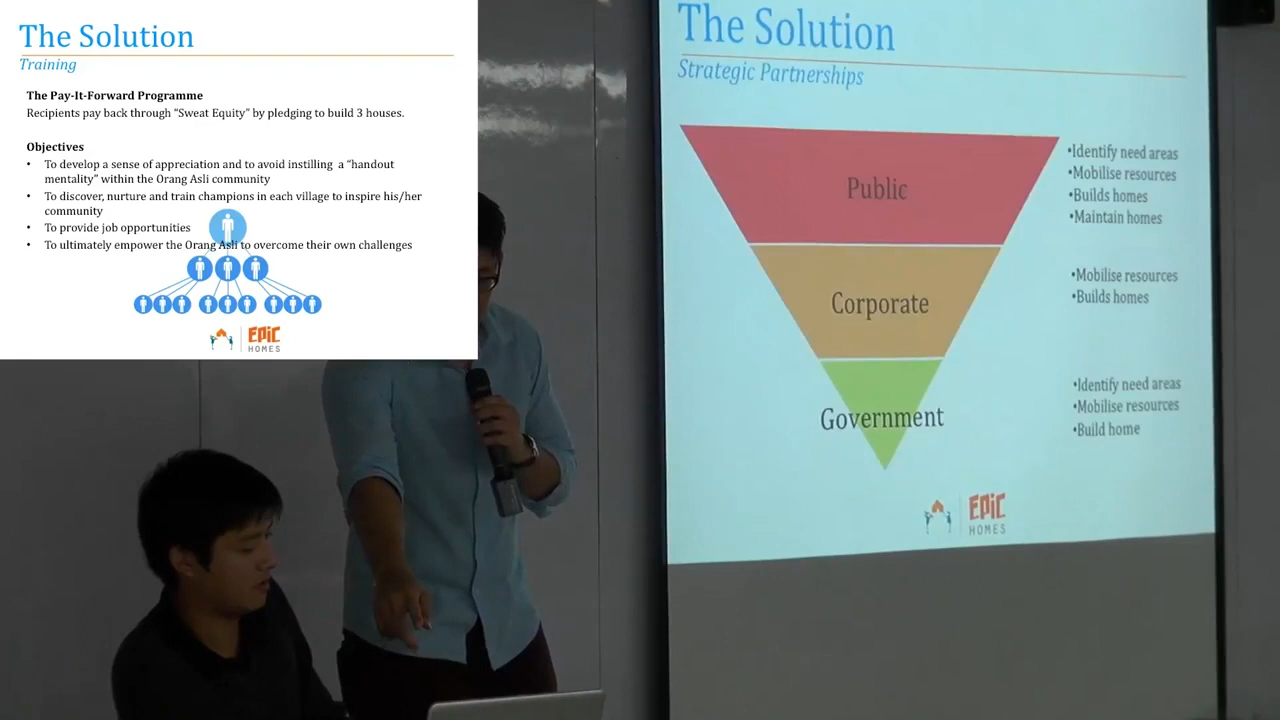 The Solution
Training
The Pay-It-Forward Programme
Recipients pay back through “Sweat Equity” by pledging to build 3 houses.
Objectives
• To develop a sense of appreciation and to avoid instilling a “handout
mentality” within the Orang Asli community
• To discover, nurture and train champions in each village to inspire his/her
community
• To provide job opportunities
• To ultimately empower the Orang Asli to overcome their own challenges
EPiC
HOMES
The Solution
Strategic Partnerships
Public
•Identify need areas
•Mobilise resources
•Builds homes
•Maintain homes
Corporate
•Mobilise resources
•Builds homes
Government
•Identify need areas
•Mobilise resources
•Build home
EPiC
HOMES